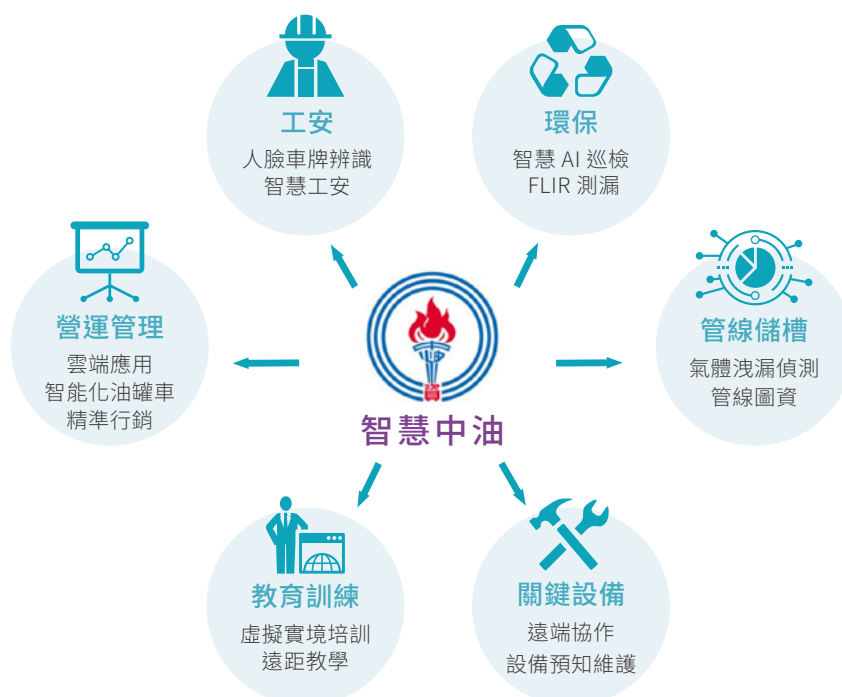 工安
人臉車牌辨識
智慧工安
環保
智慧 AI 巡檢
FLIR 測漏
營運管理
雲端應用
智能化油罐車
精準行銷
智慧中油
管線儲槽
氣體洩漏偵測
管線圖資
教育訓練
虛擬實境培訓
遠距教學
關鍵設備
遠端協作
設備預知維護